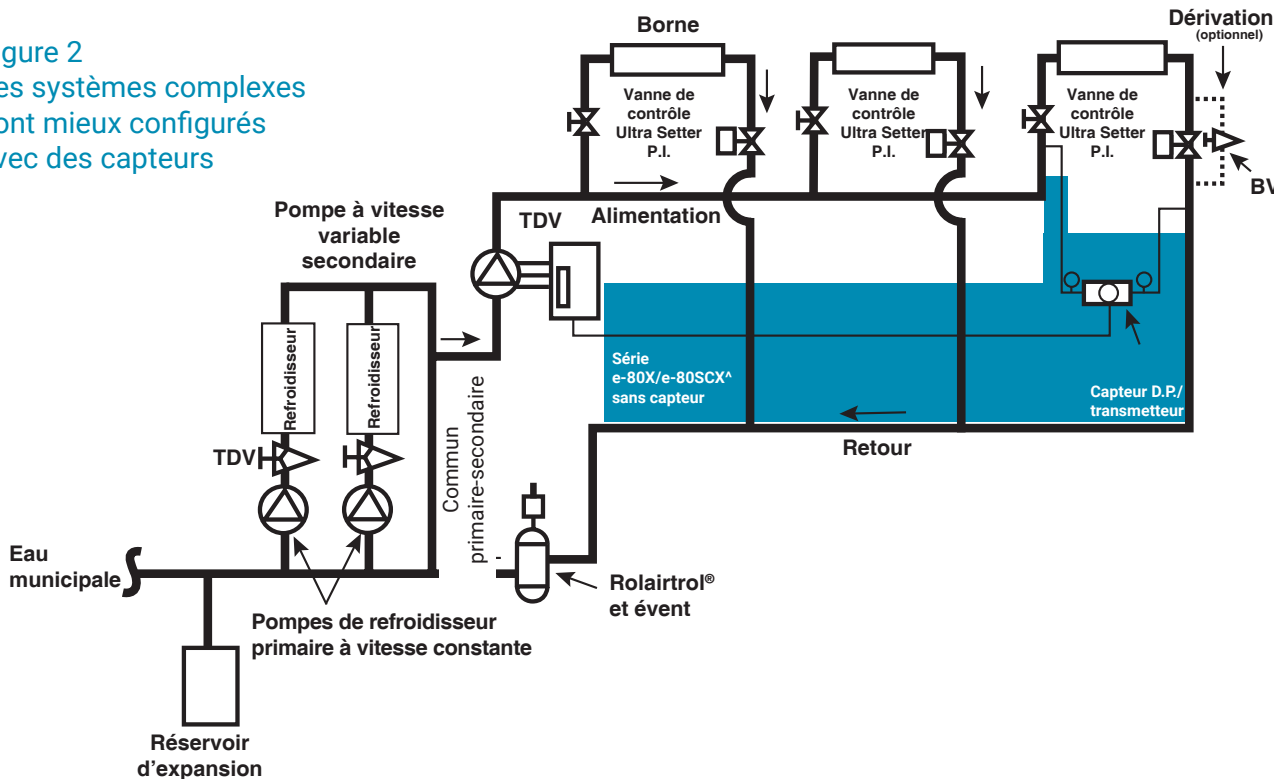 gure 2
es systèmes complexes
ont mieux configurés
vec des capteurs
Borne
Dérivation
(optionnel)
Vanne de
contrôle
Ultra Setter
P.I.
Vanne de
contrôle
Ultra Setter
P.I.
Vanne de
contrôle
Ultra Setter
P.I.
BV
Pompe à vitesse
variable
secondaire
TDV
Alimentation
Refroidisseur
Refroidisseur
Série
e-80X/e-80SCX^
sans capteur
Capteur D.P./
transmetteur
TDV
Commun
primaire-secondaire
Retour
Eau
municipale
Rolairtrol®
et évent
Pompes de refroidisseur
primaire à vitesse constante
Réservoir
d'expansion